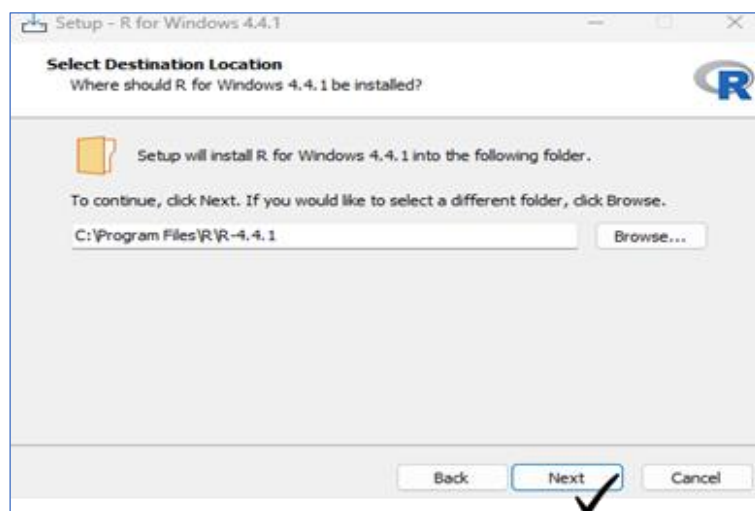 Setup - R for Windows 4.4.1
Select Destination Location
Where should R for Windows 4.4.1 be installed?
R
Setup will install R for Windows 4.4.1 into the following folder.
To continue, click Next. If you would like to select a different folder, click Browse.
C:\Program Files\R\R-4.4.1
Browse...
Back Next Cancel